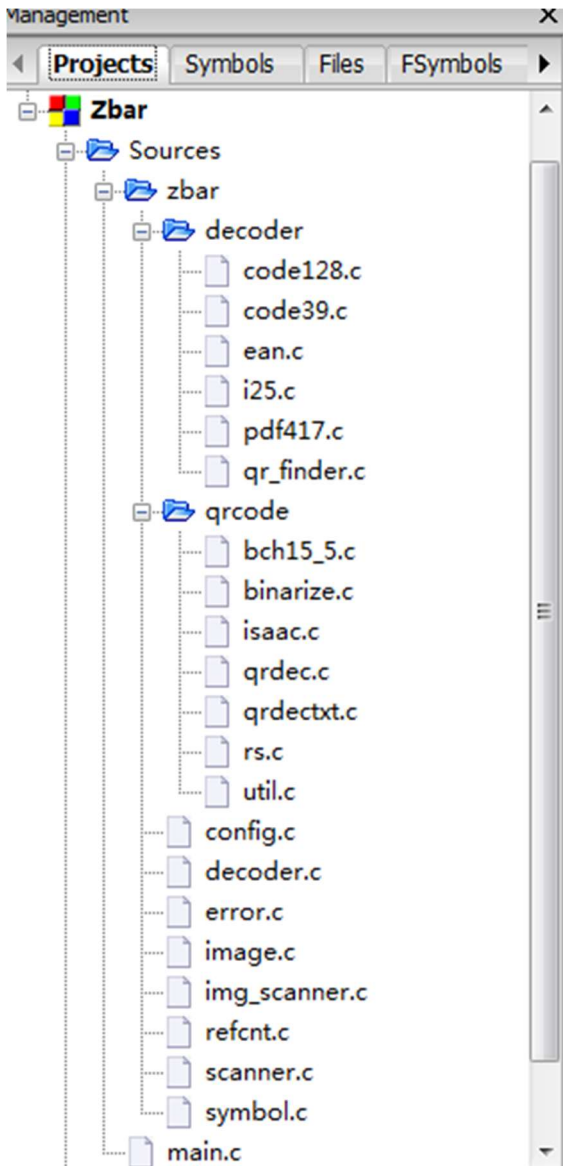 Management
Projects Symbols Files FSymbols
Zbar
Sources
zbar
decoder
code128.c
code39.c
ean.c
i25.c
pdf417.c
qr_finder.c
qrcode
bch15_5.c
binarize.c
isaac.c
qrdec.c
qrdectxt.c
rs.c
util.c
config.c
decoder.c
error.c
image.c
img_scanner.c
refcnt.c
scanner.c
symbol.c
main.c